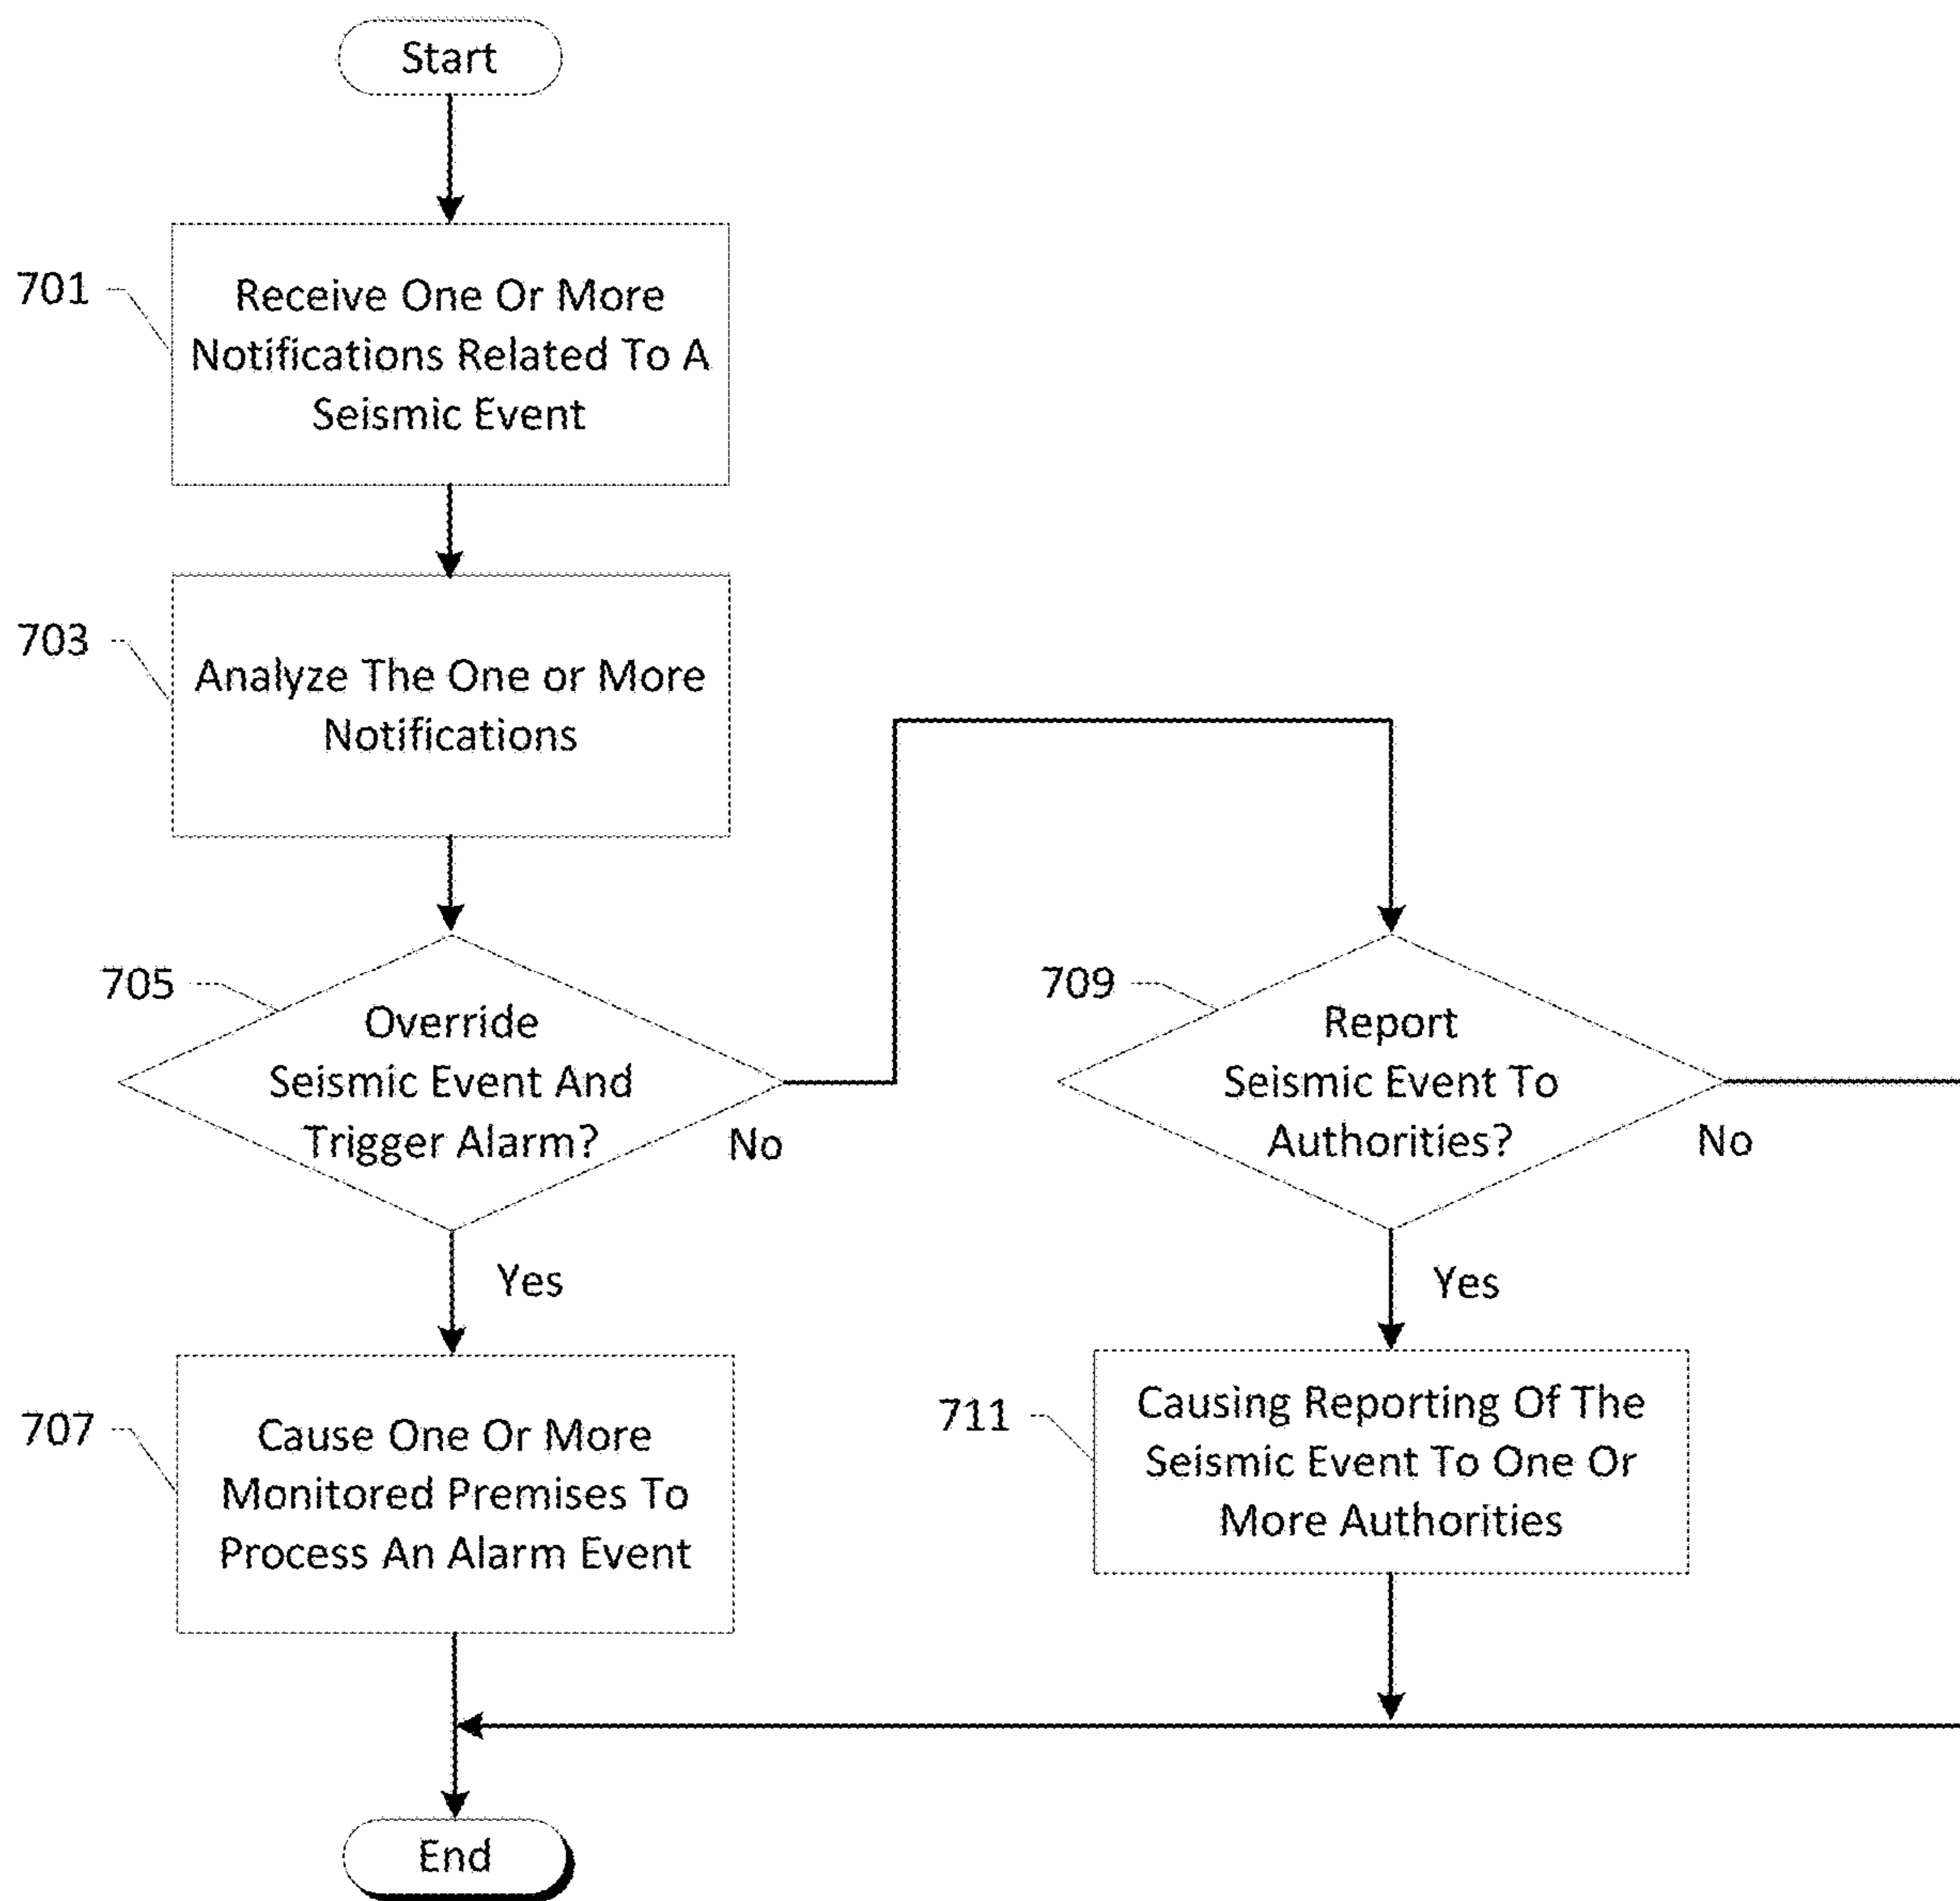 Start
701
Receive One Or More
Notifications Related To A
Seismic Event
703
Analyze The One or More
Notifications
705
Override
Seismic Event And
Trigger Alarm?
No
Yes
707
Cause One Or More
Monitored Premises To
Process An Alarm Event
709
Report
Seismic Event To
Authorities?
No
Yes
711
Causing Reporting Of The
Seismic Event To One Or
More Authorities
End